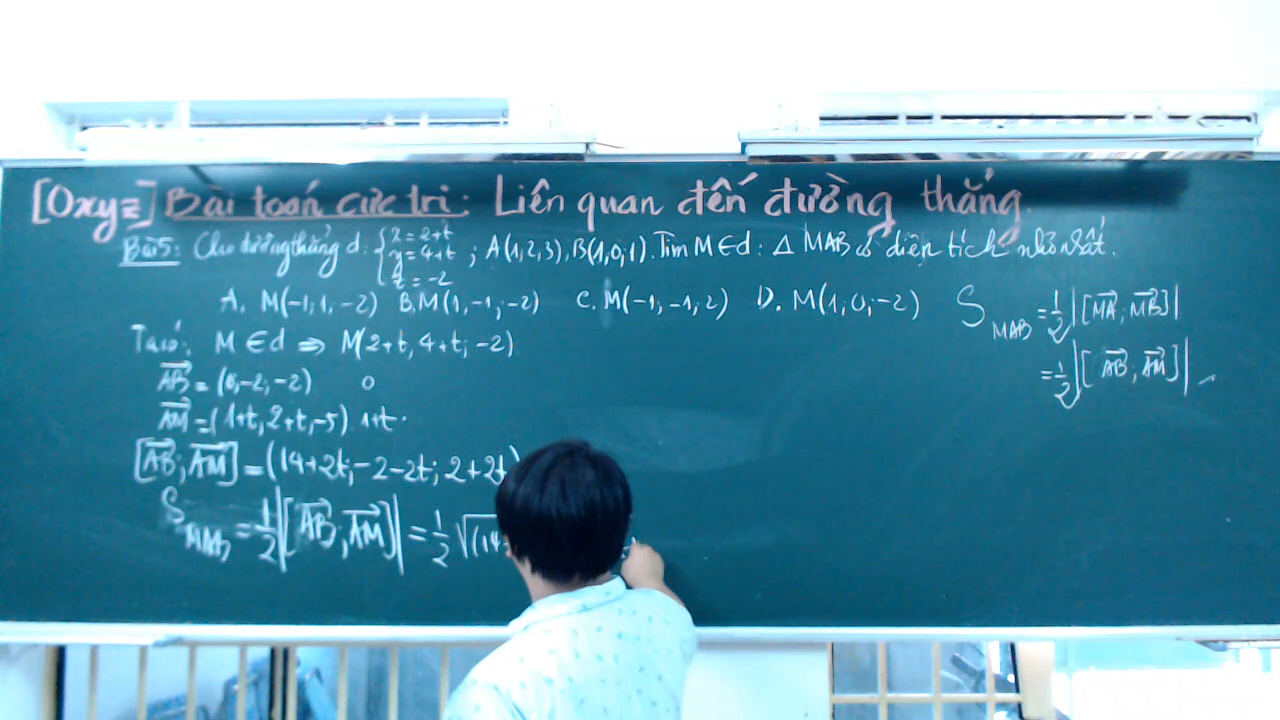 [Oxyz] Bài toán cực trị: Liên quan đến đường thẳng.
Bài 5: Cho đường thẳng d: { x = 2+t ; A(1,2,3), B(1,0,1). Tìm M ∈ d : Δ MAB có diện tích nhỏ nhất.
y = 4+t
z = -2
A. M(-1; 1, -2) B. M(1, -1; -2) C. M(-1; -1, 2) D. M(1, 0; -2)
Ta có: M ∈ d ⇒ M(2+t, 4+t; -2)
AB = (0; -2; -2) 0
AM = (1+t, 2+t, -5) 1+t
[AB; AM] = (14+2t; -2-2t; 2+2t)
S MAB = 1/2 |[AB; AM]| = 1/2 √(14
S MAB = 1/2 |[MA; MB]|
= 1/2 |[AB, AM]|